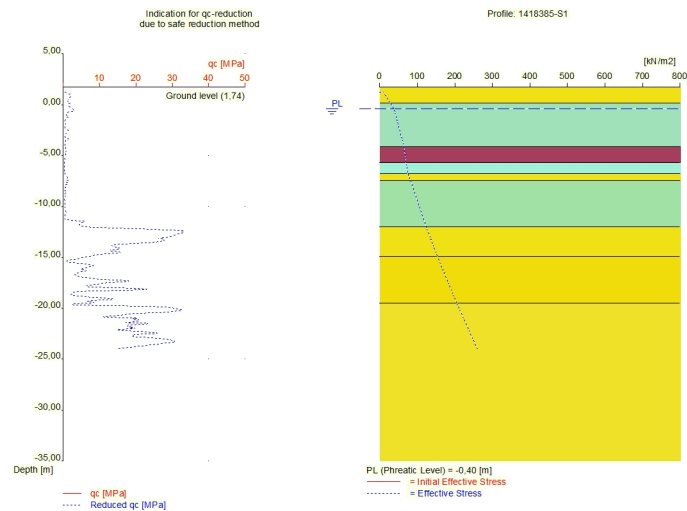 Indication for qc-reduction
due to safe reduction method
Profile: 1418385-S1
5,00
qc [MPa]
10 20 30 40 50
Ground level (1,74)
0,00
-5,00
-10,00
-15,00
-20,00
-25,00
-30,00
-35,00
Depth [m]
qc [MPa]
Reduced qc [MPa]
[kN/m2]
0 100 200 300 400 500 600 700 800
PL
PL (Phreatic Level) = -0,40 [m]
= Initial Effective Stress
= Effective Stress